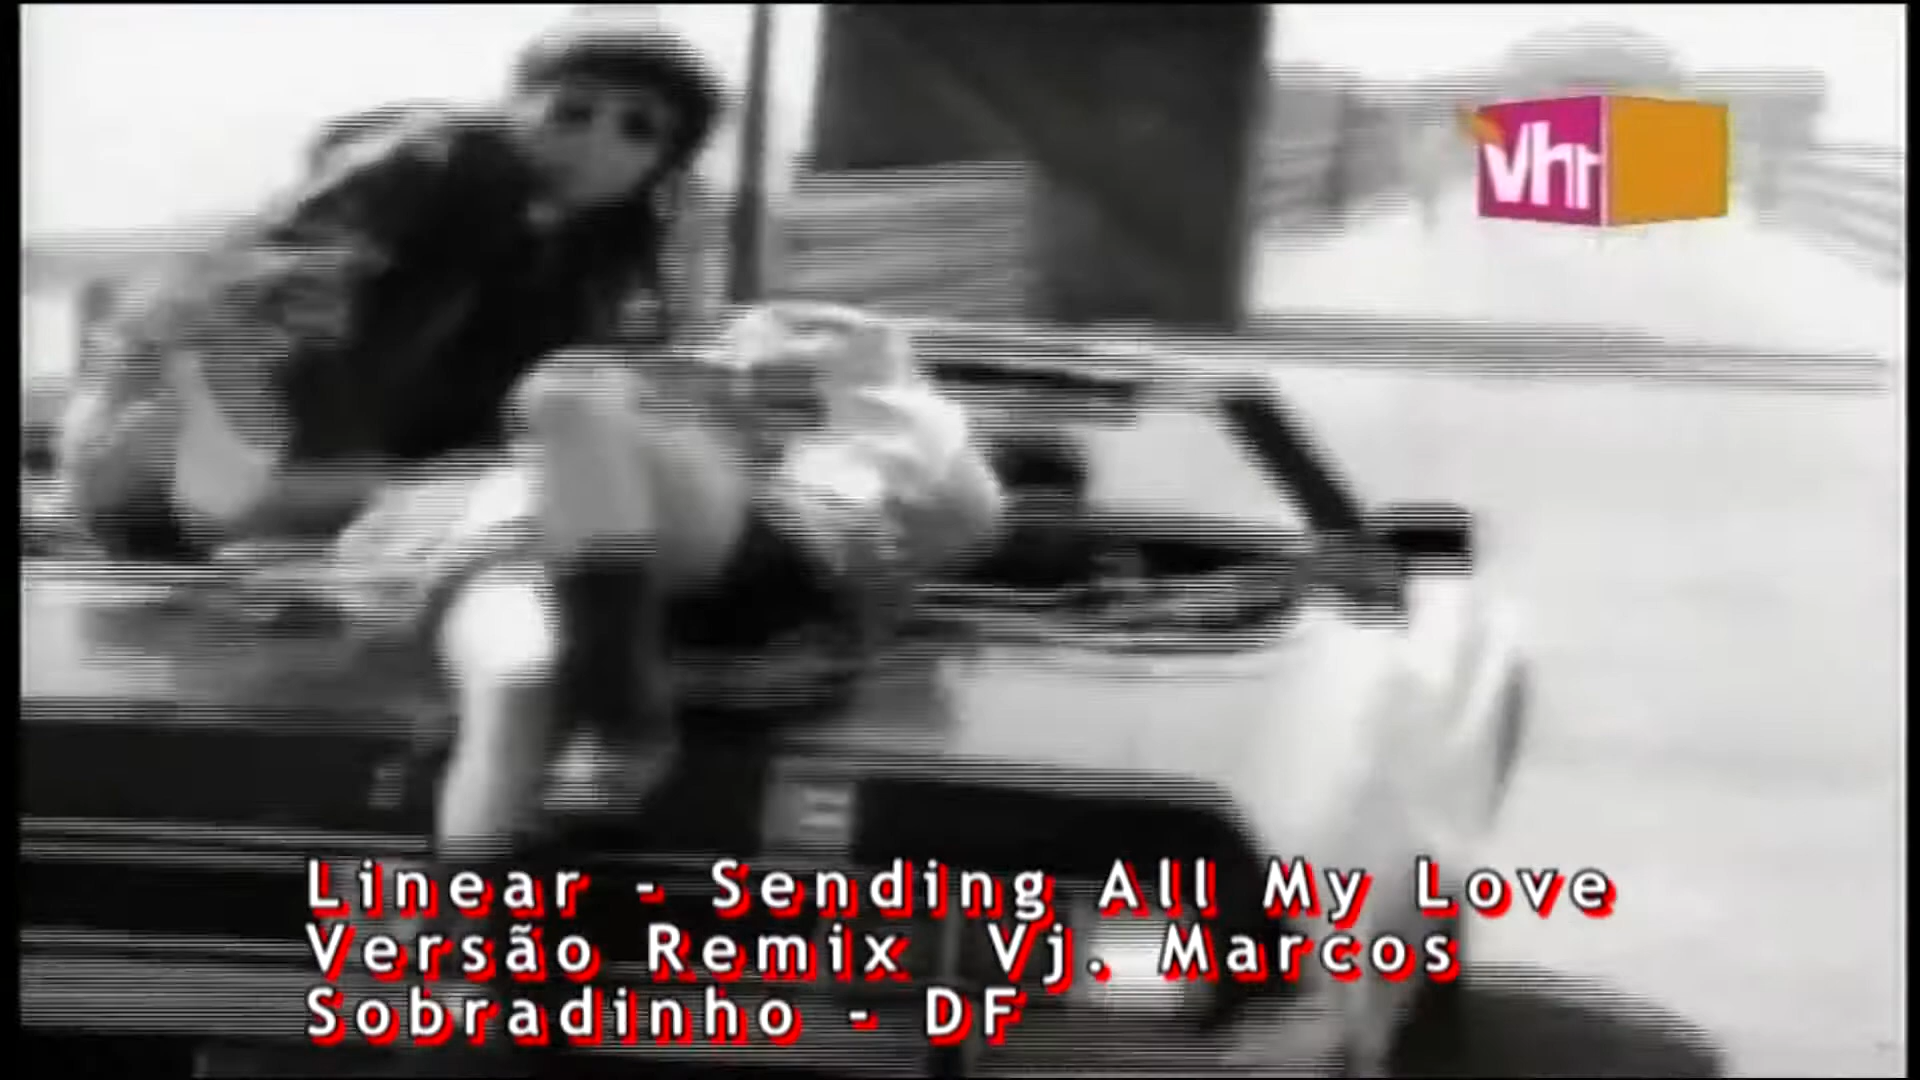 vh1
Linear - Sending All My Love
Versão Remix Vj. Marcos
Sobradinho - DF